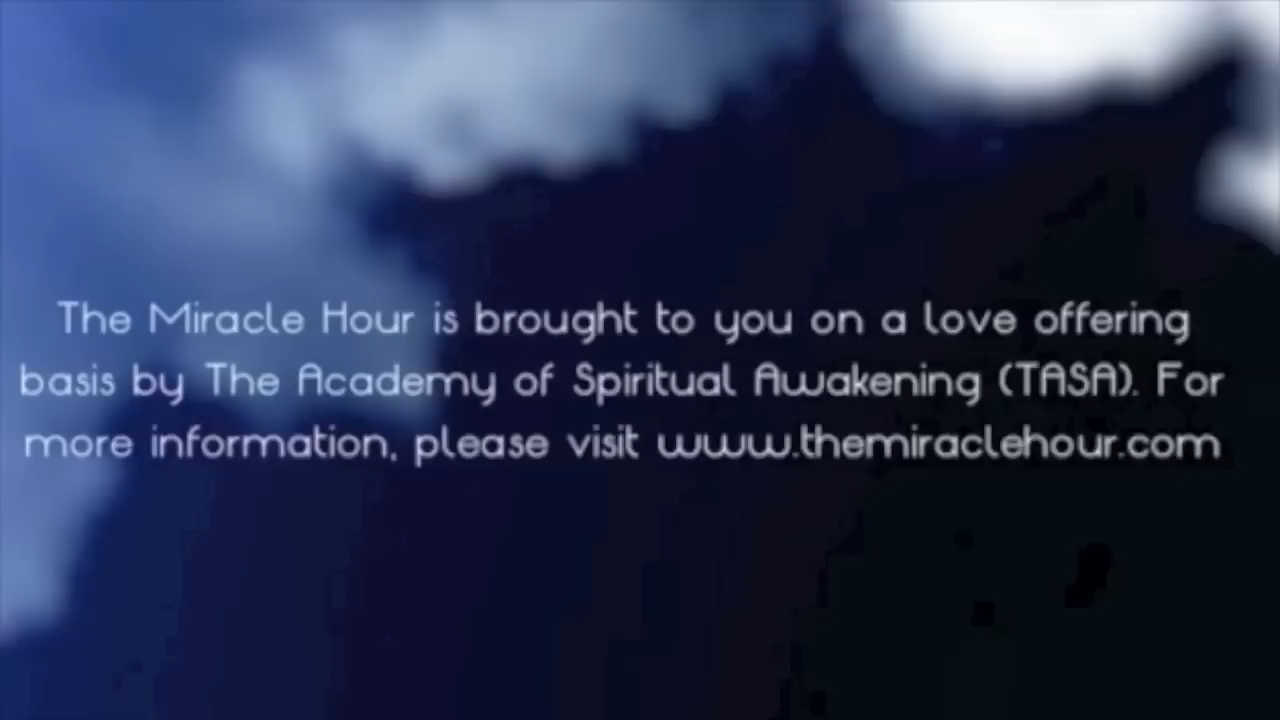 The Miracle Hour is brought to you on a love offering
basis by The Academy of Spiritual Awakening (TASA). For
more information, please visit www.themiraclehour.com